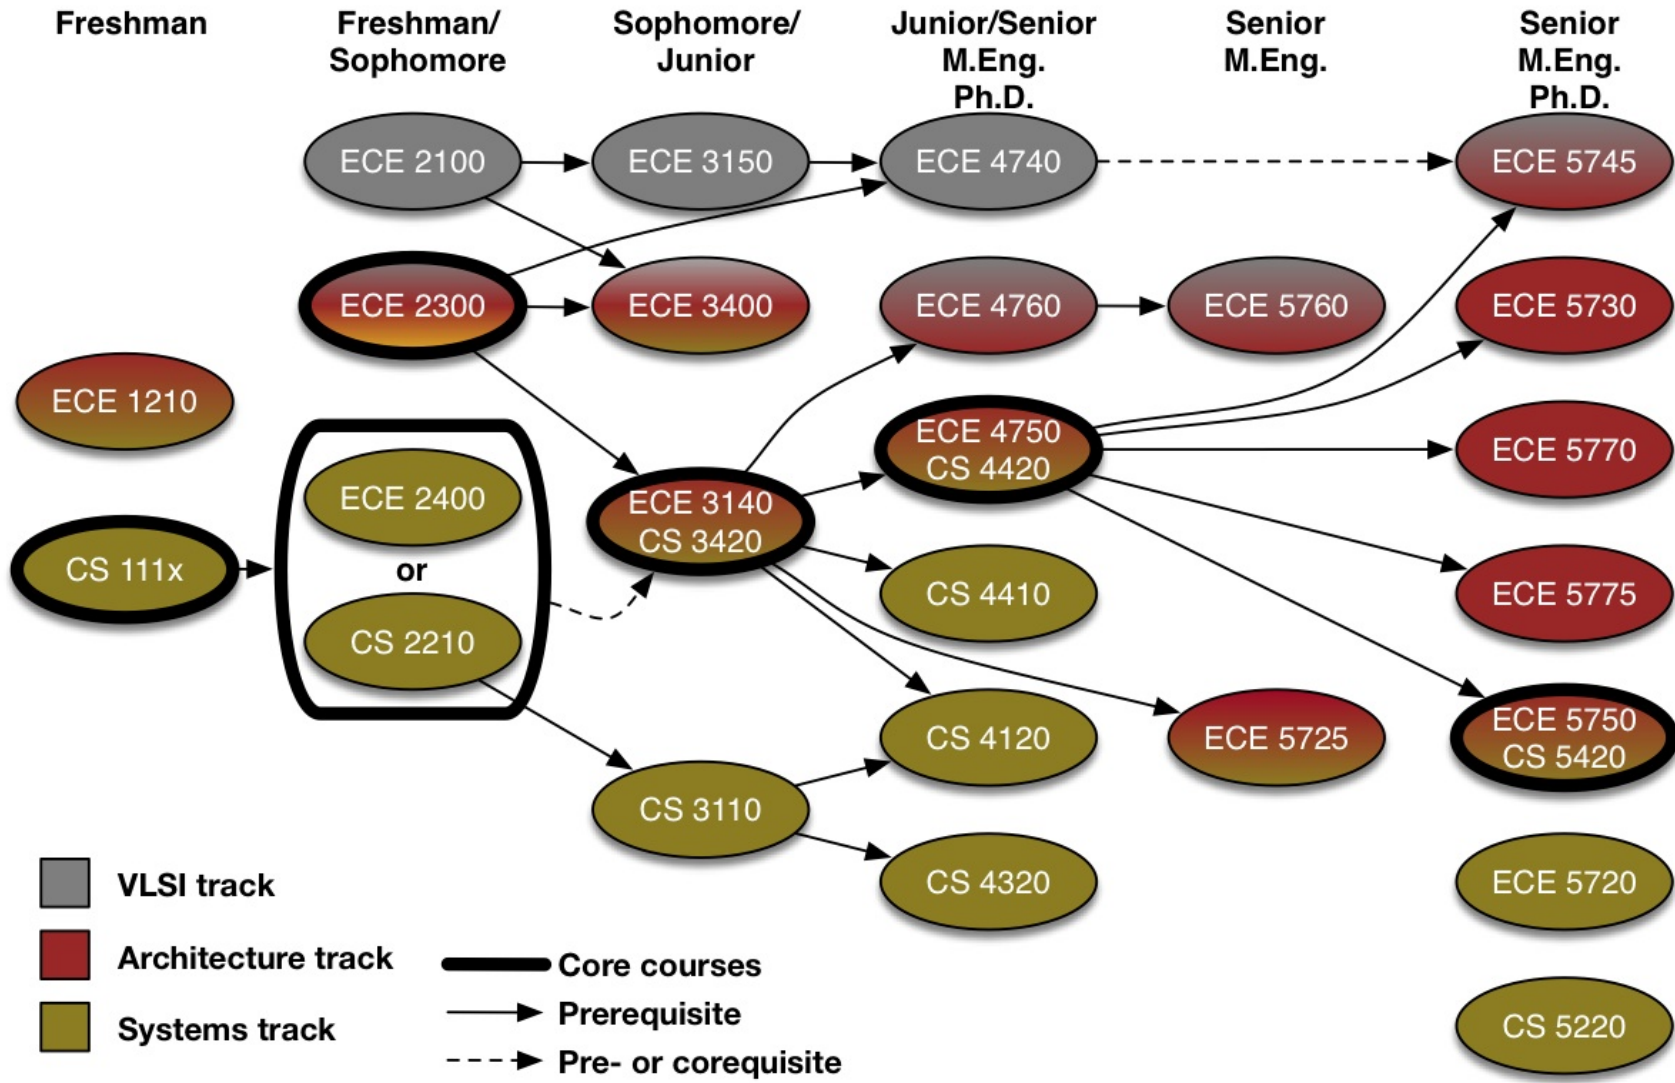 Freshman
Freshman/
Sophomore
Sophomore/
Junior
Junior/Senior
M.Eng.
Ph.D.
Senior
M.Eng.
Senior
M.Eng.
Ph.D.
ECE 2100
ECE 3150
ECE 4740
ECE 5745
ECE 2300
ECE 3400
ECE 4760
ECE 5760
ECE 5730
ECE 1210
ECE 4750
CS 4420
ECE 5770
ECE 2400
ECE 3140
CS 3420
CS 111x
or
CS 4410
ECE 5775
CS 2210
CS 4120
ECE 5725
ECE 5750
CS 5420
CS 3110
CS 4320
ECE 5720
CS 5220
VLSI track
Architecture track
Systems track
Core courses
Prerequisite
Pre- or corequisite